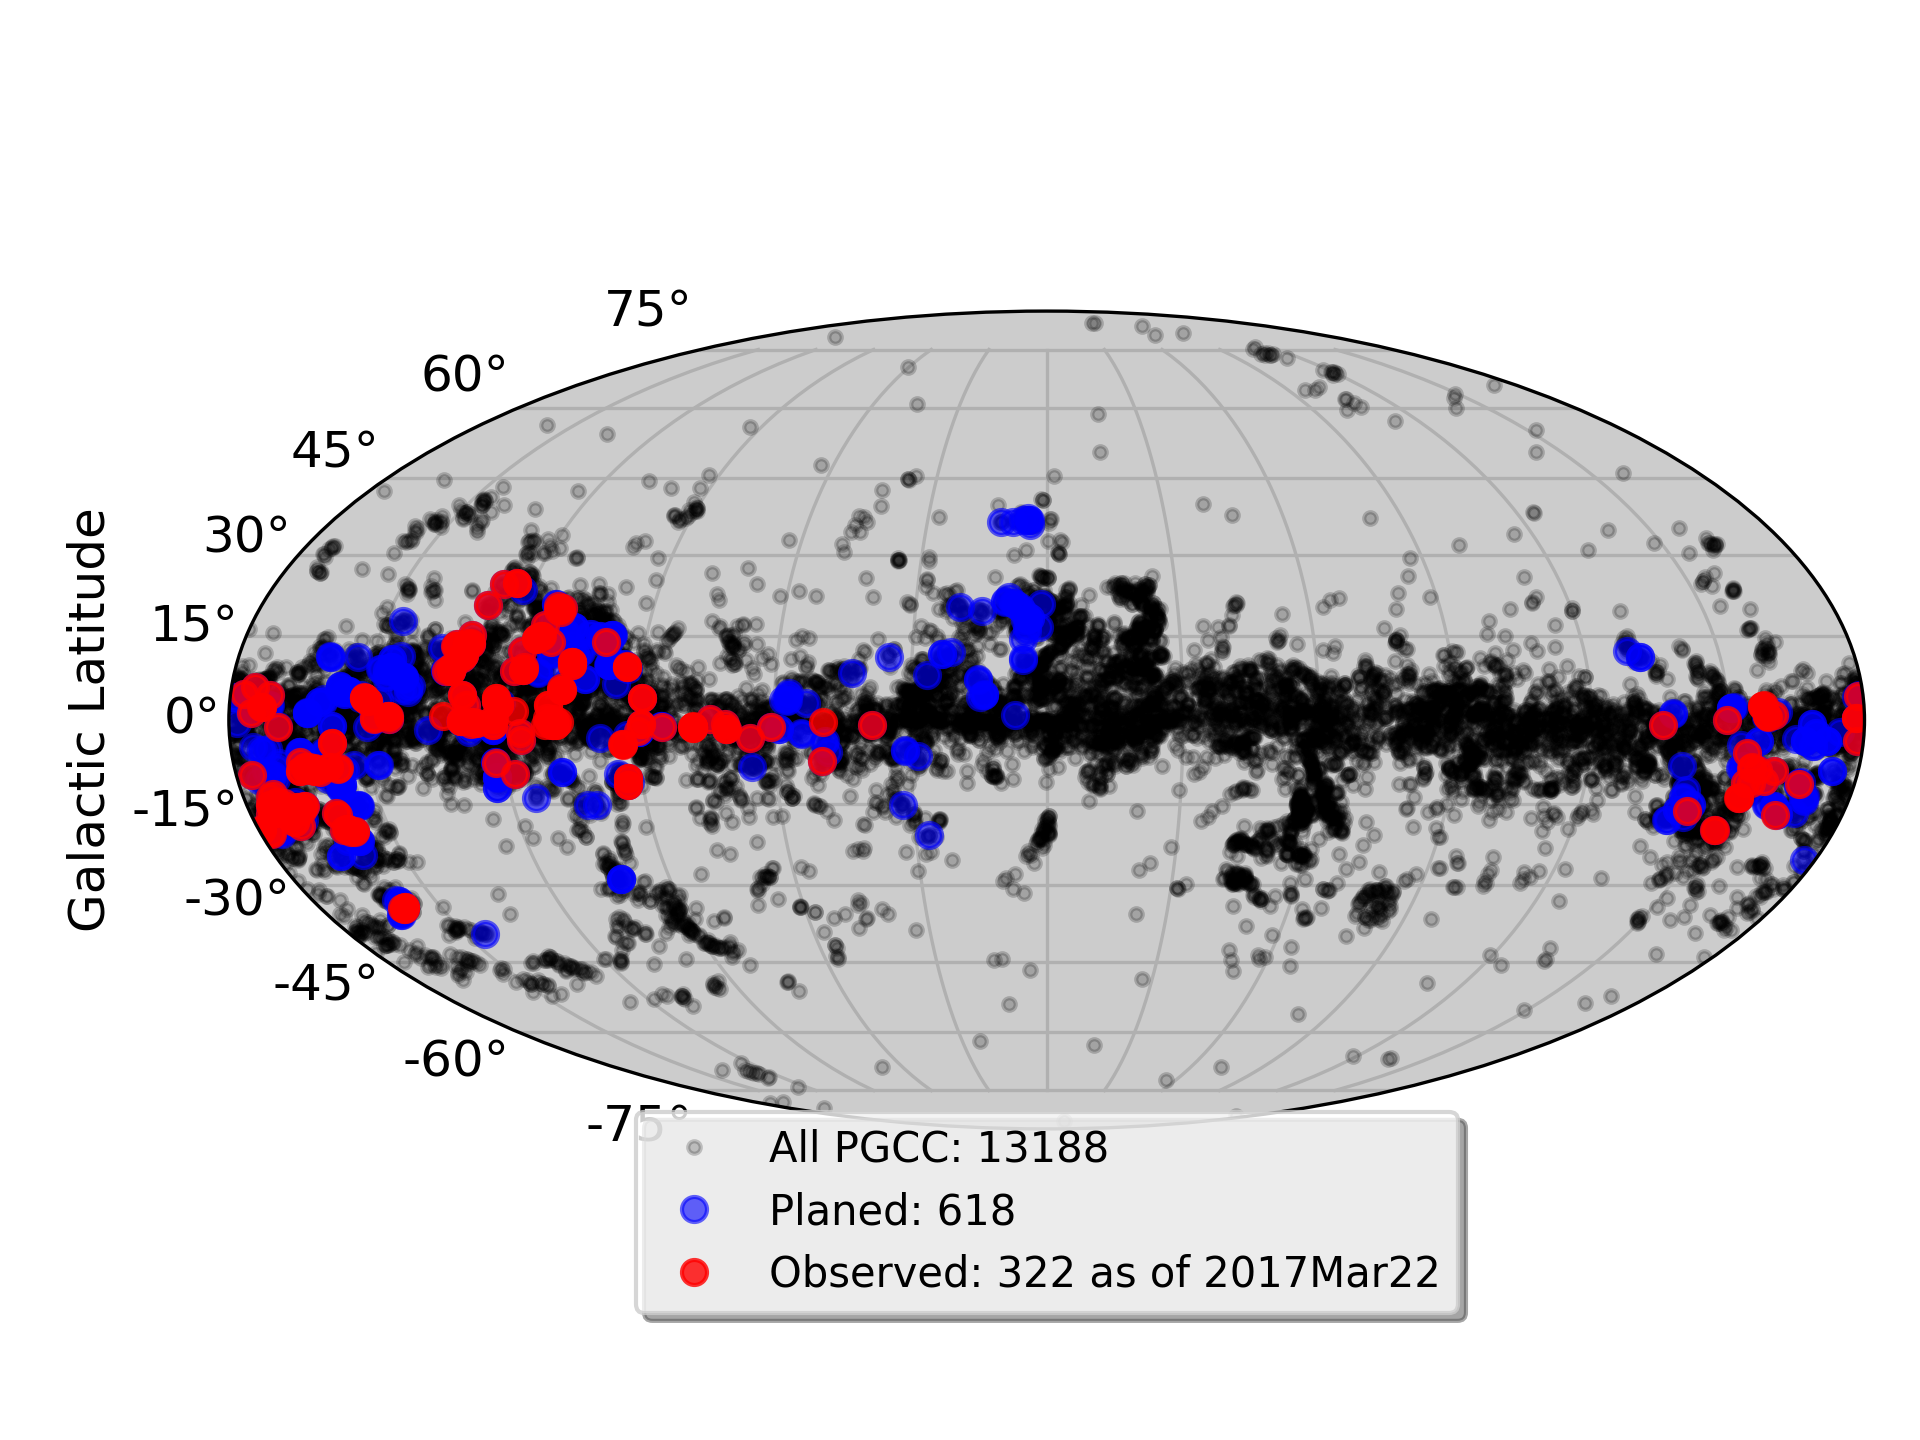 75°
60°
45°
30°
15°
0°
-15°
-30°
-45°
-60°
-75°
Galactic Latitude
All PGCC: 13188
Planed: 618
Observed: 322 as of 2017Mar22